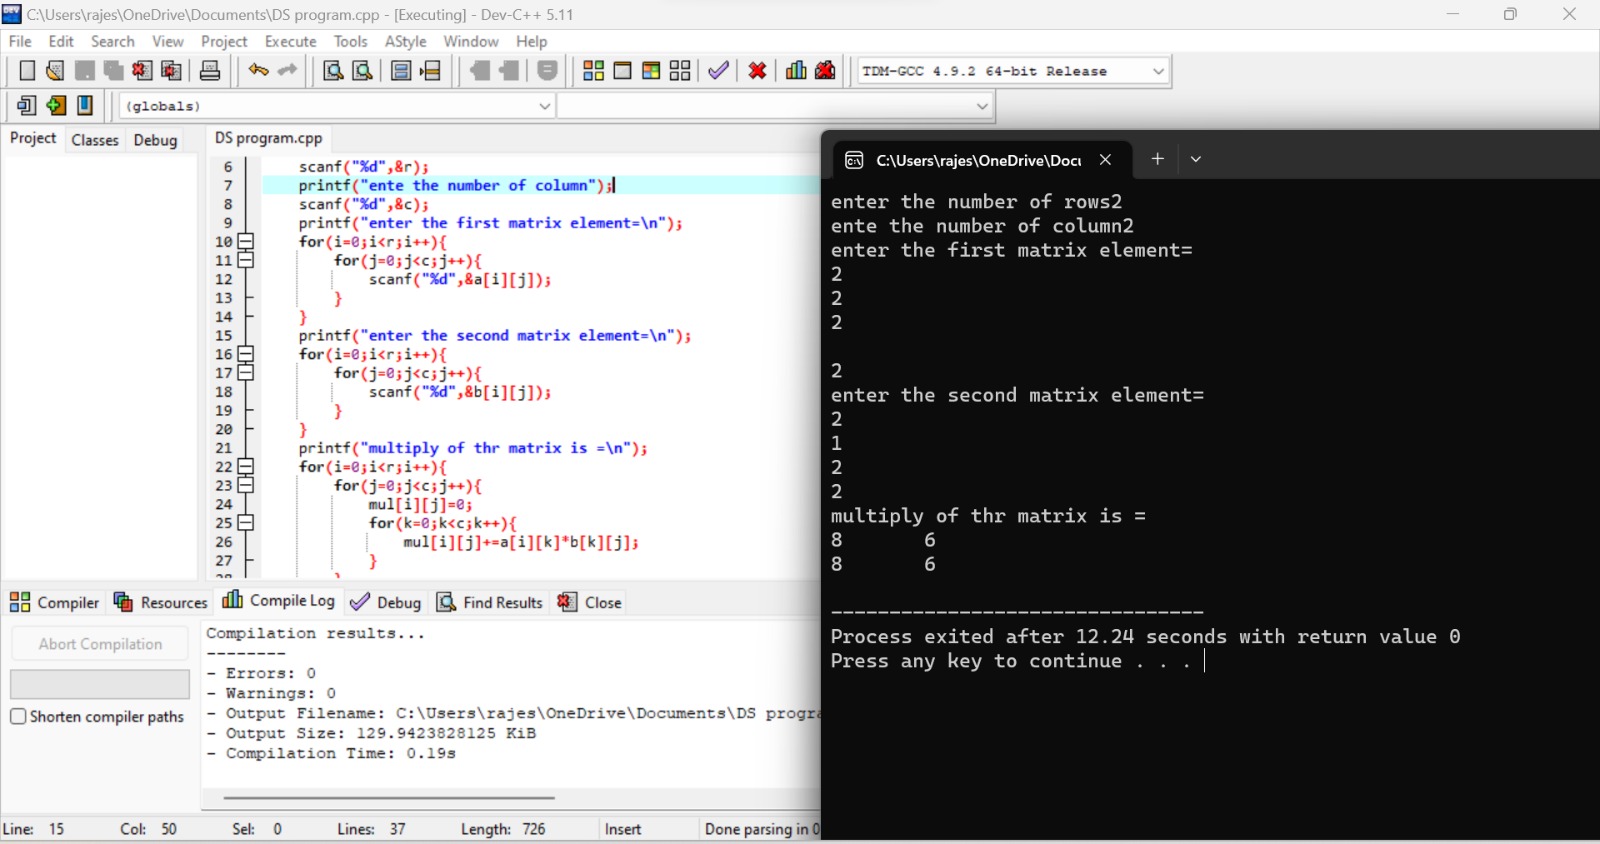 C:\Users\rajes\OneDrive\Documents\DS program.cpp - [Executing] - Dev-C++ 5.11
File Edit Search View Project Execute Tools AStyle Window Help
TDM-GCC 4.9.2 64-bit Release
(globals)
Project Classes Debug
DS program.cpp
6 scanf("%d",&r);
7 printf("ente the number of column");
8 scanf("%d",&c);
9 printf("enter the first matrix element=\n");
10 for(i=0;i<r;i++){
11 for(j=0;j<c;j++){
12 scanf("%d",&a[i][j]);
13 }
14 }
15 printf("enter the second matrix element=\n");
16 for(i=0;i<r;i++){
17 for(j=0;j<c;j++){
18 scanf("%d",&b[i][j]);
19 }
20 }
21 printf("multiply of thr matrix is =\n");
22 for(i=0;i<r;i++){
23 for(j=0;j<c;j++){
24 mul[i][j]=0;
25 for(k=0;k<c;k++){
26 mul[i][j]+=a[i][k]*b[k][j];
27 }
C:\Users\rajes\OneDrive\Docu
enter the number of rows2
ente the number of column2
enter the first matrix element=
2
2
2
2
enter the second matrix element=
2
1
2
2
multiply of thr matrix is =
8 6
8 6
--------------------------------
Process exited after 12.24 seconds with return value 0
Press any key to continue . . .
Compiler Resources Compile Log Debug Find Results Close
Abort Compilation
Shorten compiler paths
Compilation results...
--------
- Errors: 0
- Warnings: 0
- Output Filename: C:\Users\rajes\OneDrive\Documents\DS progra
- Output Size: 129.9423828125 KiB
- Compilation Time: 0.19s
Line: 15 Col: 50 Sel: 0 Lines: 37 Length: 726 Insert Done parsing in 0